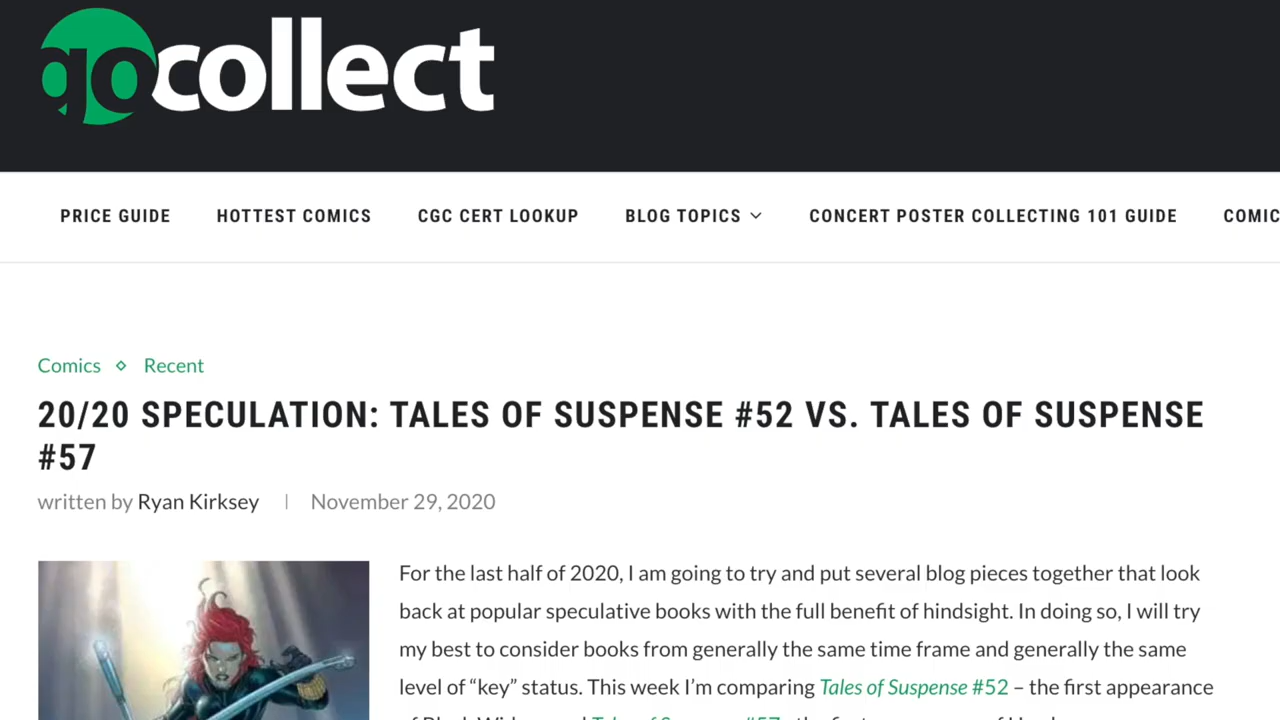 gocollect
PRICE GUIDE HOTTEST COMICS CGC CERT LOOKUP BLOG TOPICS CONCERT POSTER COLLECTING 101 GUIDE COMIC
Comics ◇ Recent
20/20 SPECULATION: TALES OF SUSPENSE #52 VS. TALES OF SUSPENSE
#57
written by Ryan Kirksey | November 29, 2020
For the last half of 2020, I am going to try and put several blog pieces together that look
back at popular speculative books with the full benefit of hindsight. In doing so, I will try
my best to consider books from generally the same time frame and generally the same
level of “key” status. This week I’m comparing Tales of Suspense #52 – the first appearance